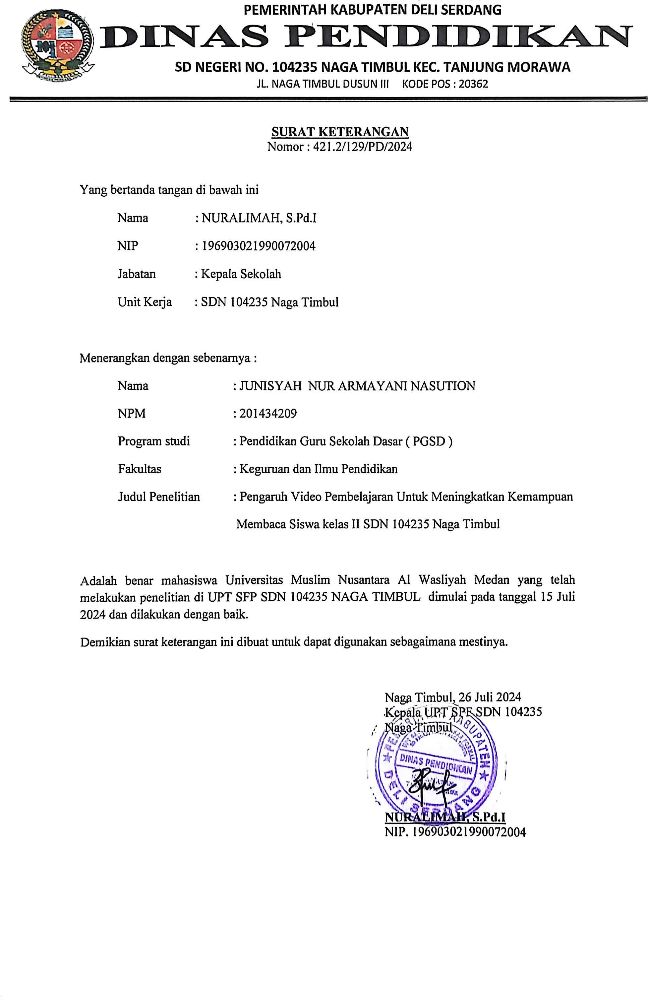 PEMERINTAH KABUPATEN DELI SERDANG
DINAS PENDIDIKAN
SD NEGERI NO. 104235 NAGA TIMBUL KEC. TANJUNG MORAWA
JL. NAGA TIMBUL DUSUN III KODE POS : 20362
SURAT KETERANGAN
Nomor : 421.2/129/PD/2024
Yang bertanda tangan di bawah ini
Nama : NURALIMAH, S.Pd.I
NIP : 196903021990072004
Jabatan : Kepala Sekolah
Unit Kerja : SDN 104235 Naga Timbul
Menerangkan dengan sebenarnya :
Nama : JUNISYAH NUR ARMAYANI NASUTION
NPM : 201434209
Program studi : Pendidikan Guru Sekolah Dasar ( PGSD )
Fakultas : Keguruan dan Ilmu Pendidikan
Judul Penelitian : Pengaruh Video Pembelajaran Untuk Meningkatkan Kemampuan
Membaca Siswa kelas II SDN 104235 Naga Timbul
Adalah benar mahasiswa Universitas Muslim Nusantara Al Wasliyah Medan yang telah
melakukan penelitian di UPT SFP SDN 104235 NAGA TIMBUL dimulai pada tanggal 15 Juli
2024 dan dilakukan dengan baik.
Demikian surat keterangan ini dibuat untuk dapat digunakan sebagaimana mestinya.
Naga Timbul, 26 Juli 2024
Kepala UPT SPF SDN 104235
Naga Timbul
KABUPATEN
DINAS PENDIDIKAN
DELI SERDANG
NURALIMAH, S.Pd.I
NIP. 196903021990072004